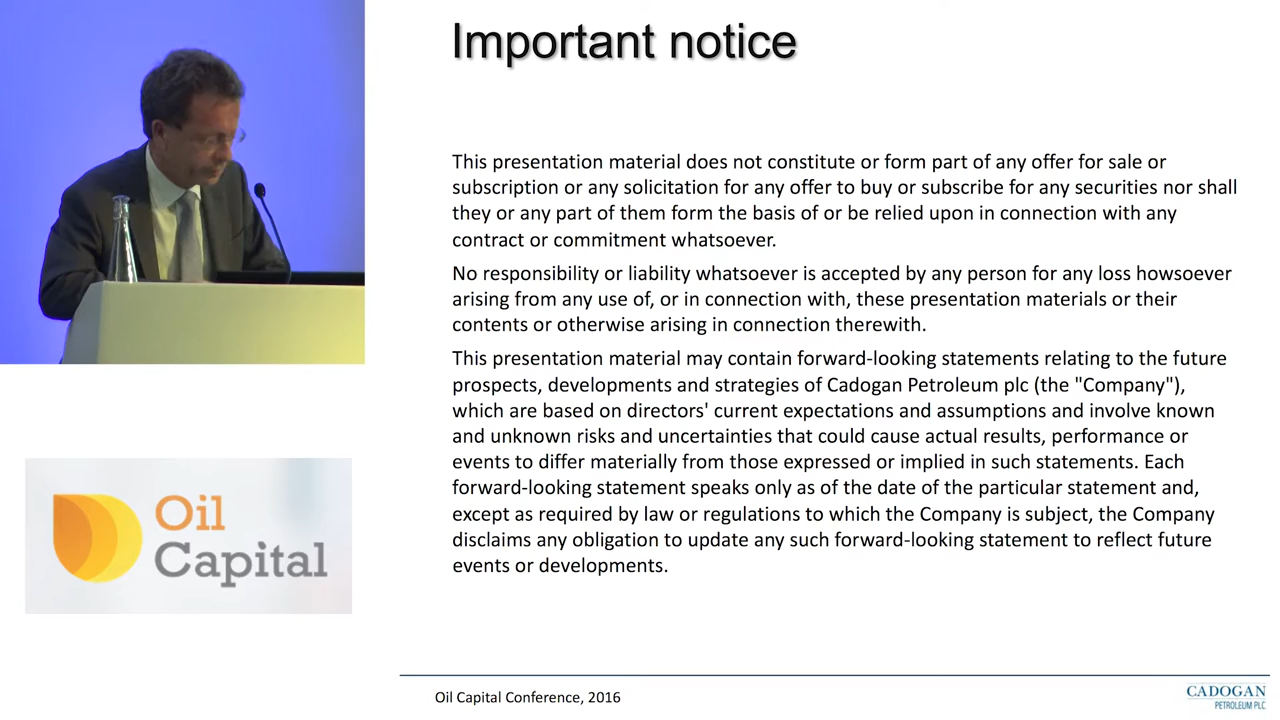 Important notice
This presentation material does not constitute or form part of any offer for sale or
subscription or any solicitation for any offer to buy or subscribe for any securities nor shall
they or any part of them form the basis of or be relied upon in connection with any
contract or commitment whatsoever.
No responsibility or liability whatsoever is accepted by any person for any loss howsoever
arising from any use of, or in connection with, these presentation materials or their
contents or otherwise arising in connection therewith.
This presentation material may contain forward-looking statements relating to the future
prospects, developments and strategies of Cadogan Petroleum plc (the "Company"),
which are based on directors' current expectations and assumptions and involve known
and unknown risks and uncertainties that could cause actual results, performance or
events to differ materially from those expressed or implied in such statements. Each
forward-looking statement speaks only as of the date of the particular statement and,
except as required by law or regulations to which the Company is subject, the Company
disclaims any obligation to update any such forward-looking statement to reflect future
events or developments.
Oil
Capital
Oil Capital Conference, 2016
CADOGAN
PETROLEUM PLC